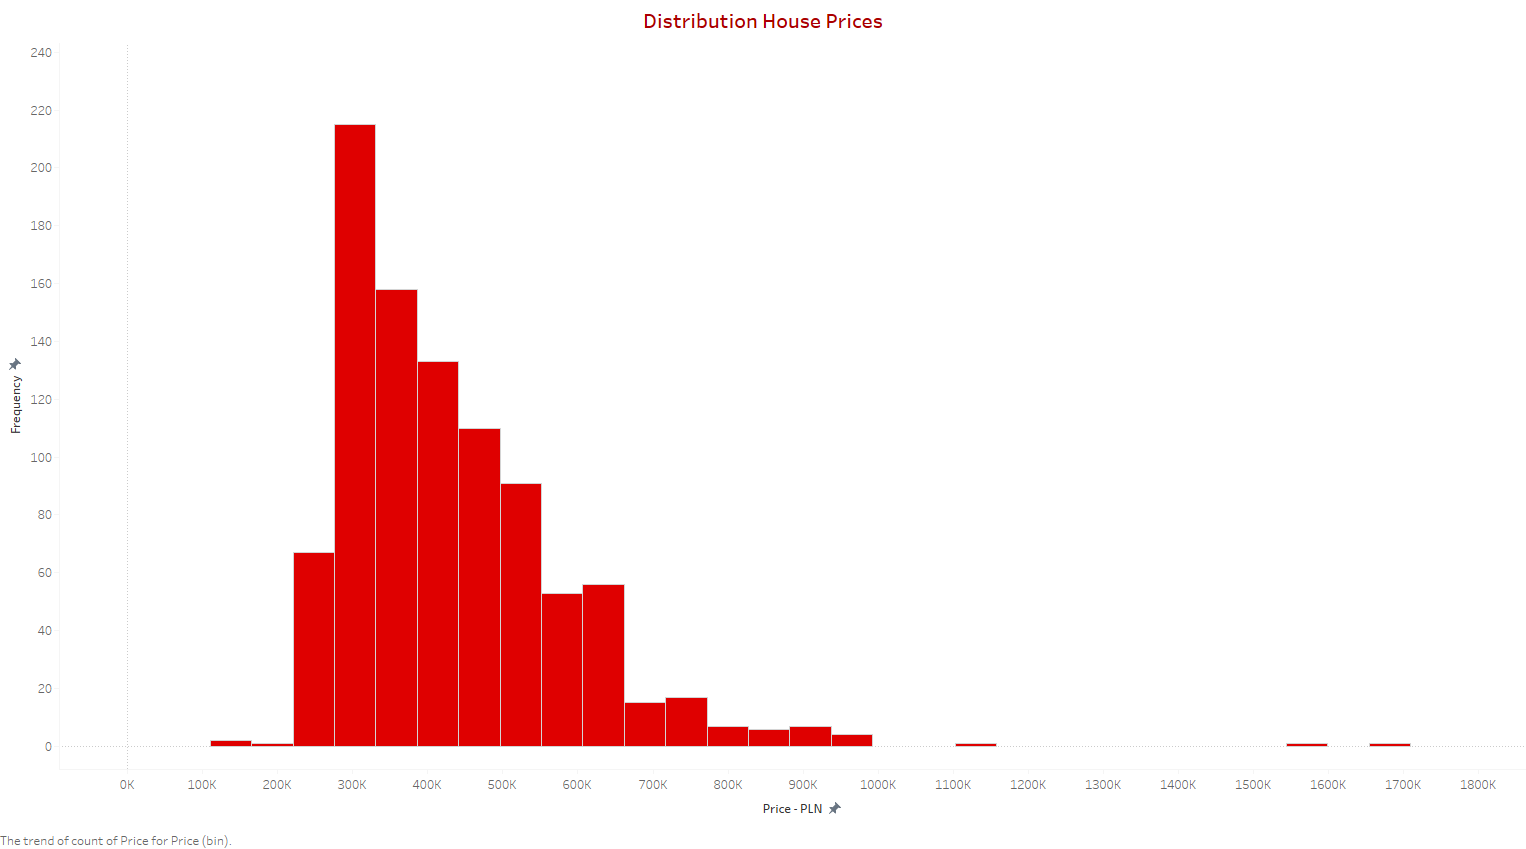 Distribution House Prices
240
220
200
180
160
140
120
100
80
60
40
20
0
Frequency
0K 100K 200K 300K 400K 500K 600K 700K 800K 900K 1000K 1100K 1200K 1300K 1400K 1500K 1600K 1700K 1800K
Price - PLN
The trend of count of Price for Price (bin).